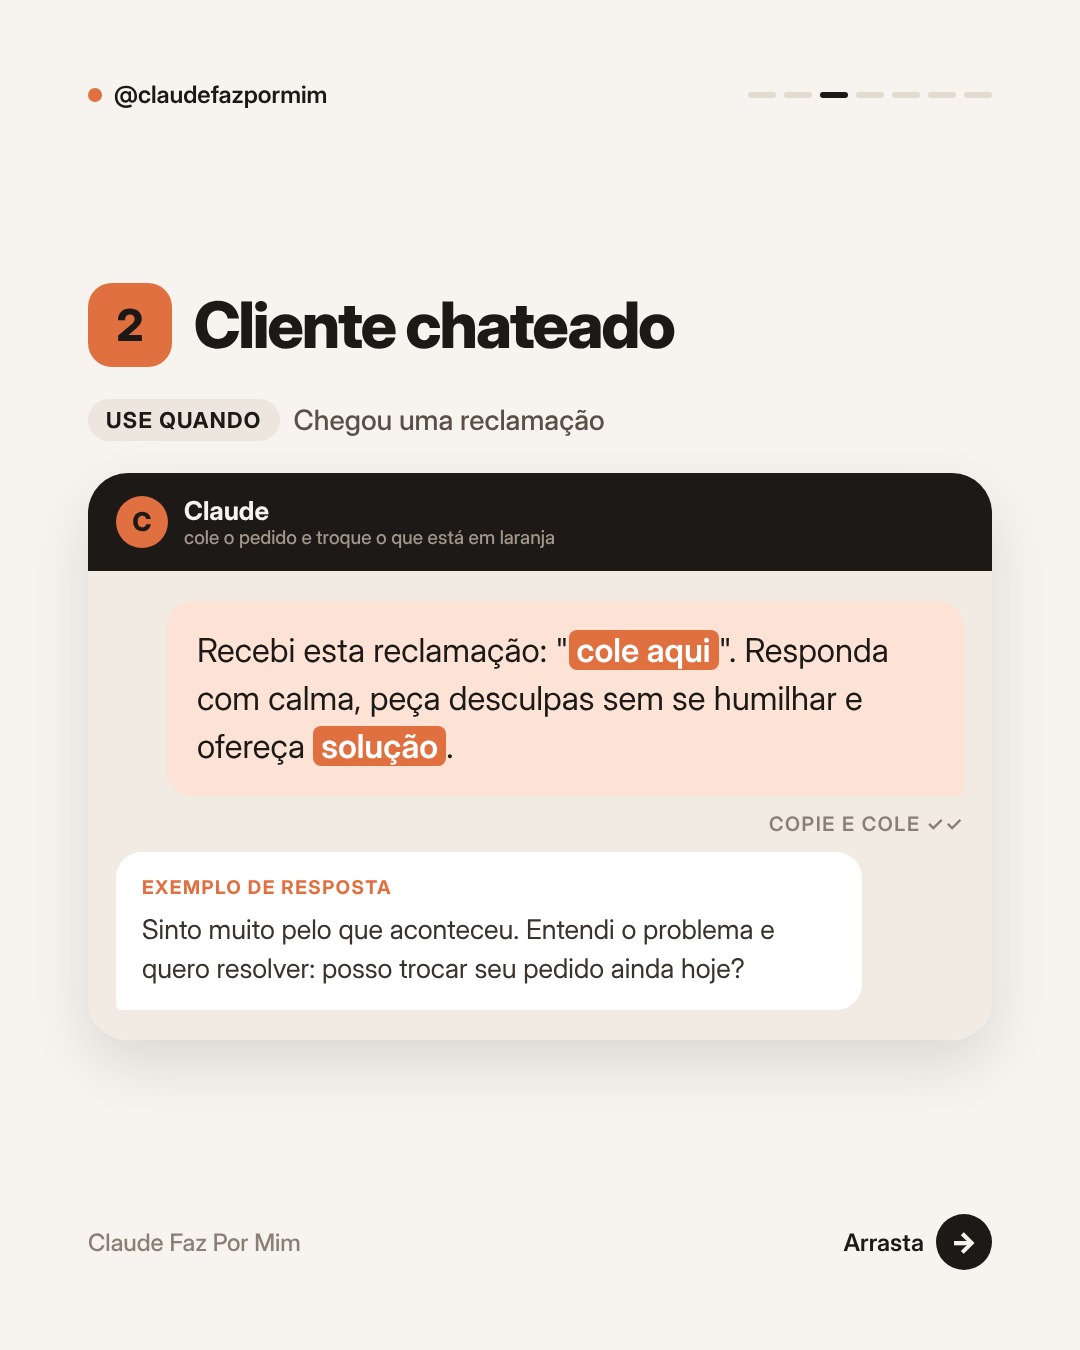 @claudefazpormim
2 Cliente chateado
USE QUANDO Chegou uma reclamação
C Claude
cole o pedido e troque o que está em laranja
Recebi esta reclamação: "cole aqui". Responda
com calma, peça desculpas sem se humilhar e
ofereça solução.
COPIE E COLE ✓✓
EXEMPLO DE RESPOSTA
Sinto muito pelo que aconteceu. Entendi o problema e
quero resolver: posso trocar seu pedido ainda hoje?
Claude Faz Por Mim
Arrasta →